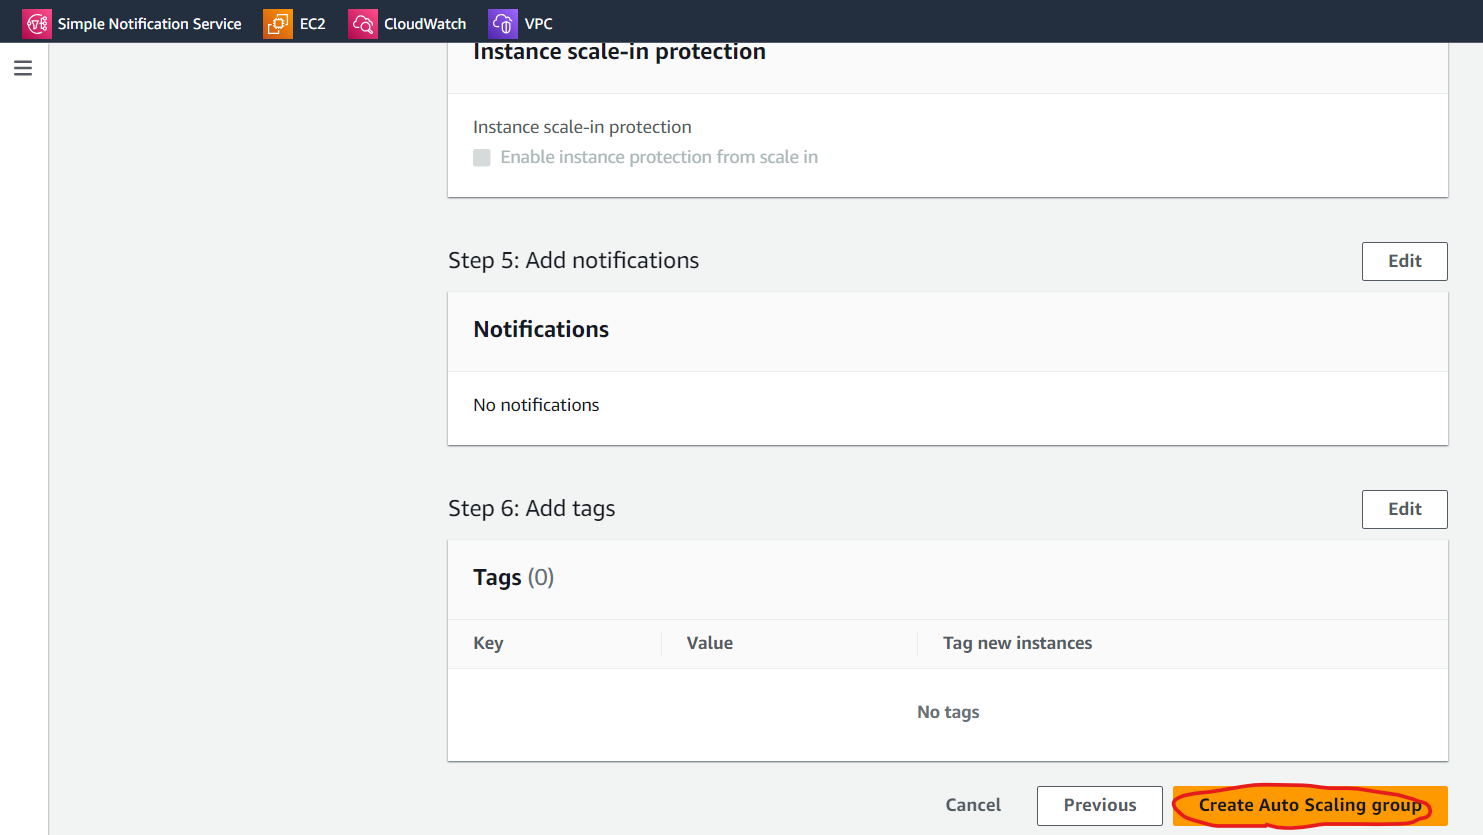 Simple Notification Service EC2 CloudWatch VPC
Instance scale-in protection
Instance scale-in protection
Enable instance protection from scale in
Step 5: Add notifications Edit
Notifications
No notifications
Step 6: Add tags Edit
Tags (0)
Key Value Tag new instances
No tags
Cancel Previous Create Auto Scaling group